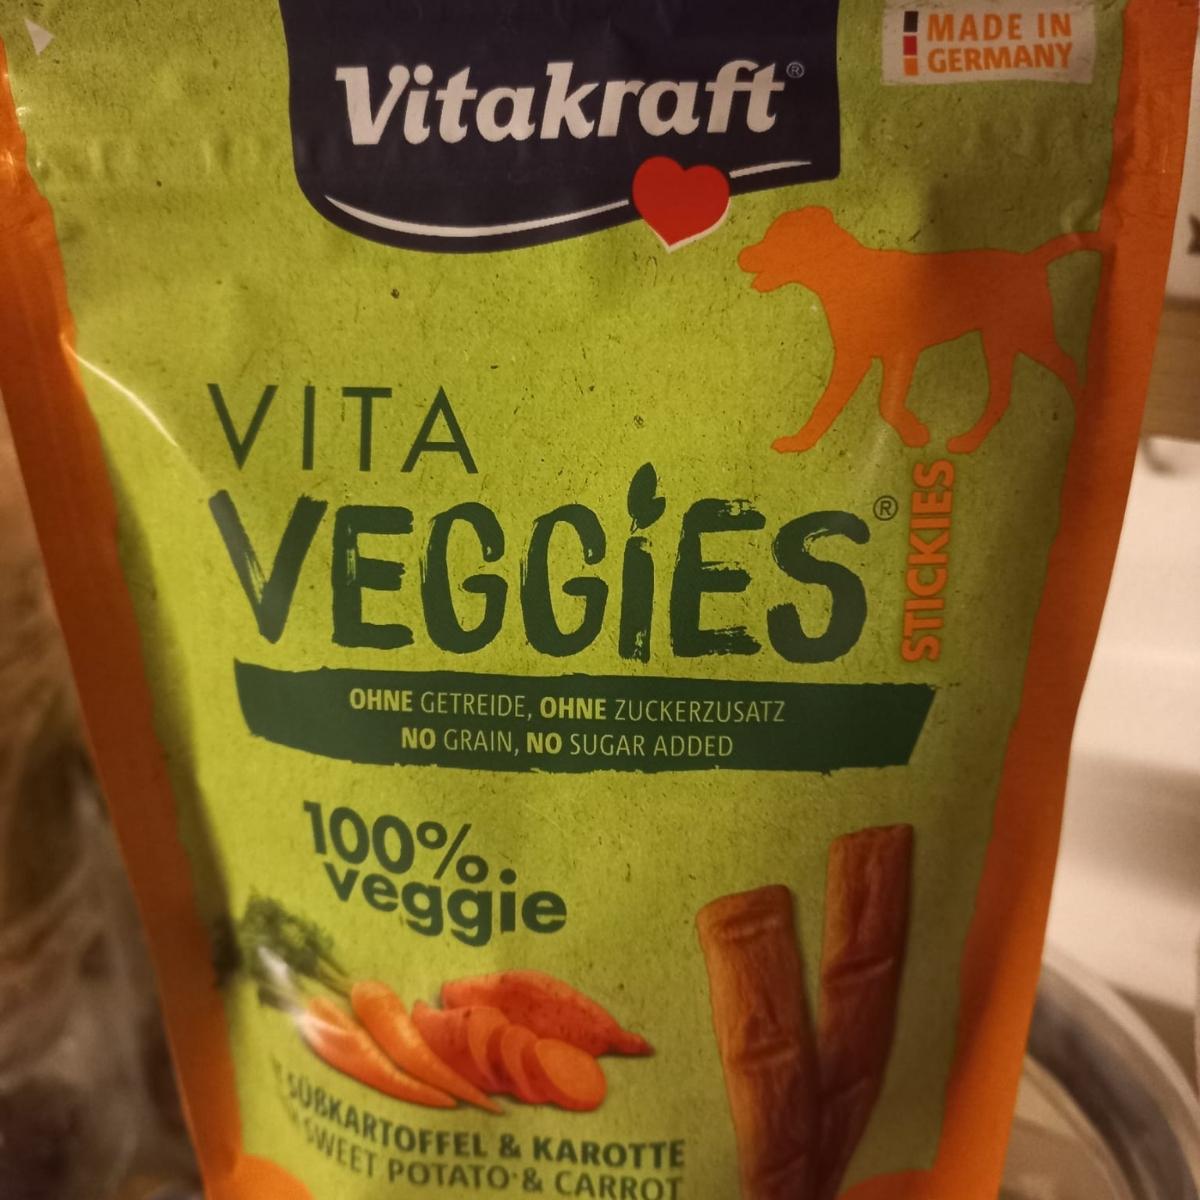 Vitakraft®
MADE IN
GERMANY
VITA
VEGGIES®
STICKIES
OHNE GETREIDE, OHNE ZUCKERZUSATZ
NO GRAIN, NO SUGAR ADDED
100%
veggie
SÜßKARTOFFEL & KAROTTE
SWEET POTATO & CARROT